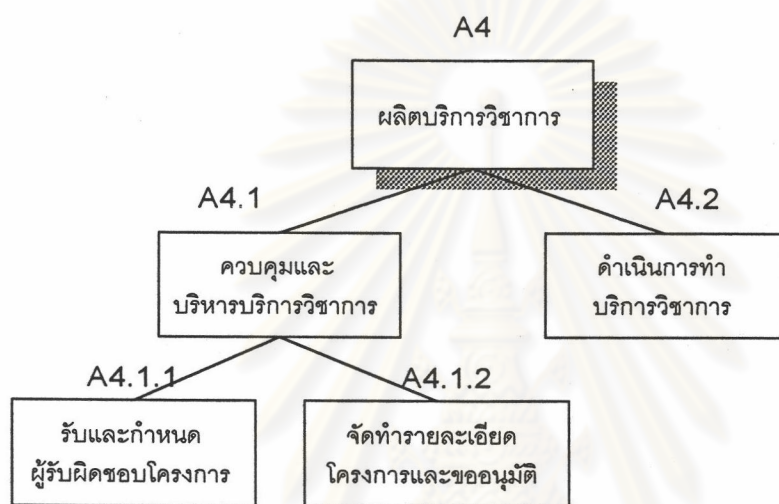 A4
ผลิตบริการวิชาการ
A4.1
A4.2
ควบคุมและ
บริหารบริการวิชาการ
ดำเนินการทำ
บริการวิชาการ
A4.1.1
A4.1.2
รับและกำหนด
ผู้รับผิดชอบโครงการ
จัดทำรายละเอียด
โครงการและขออนุมัติ